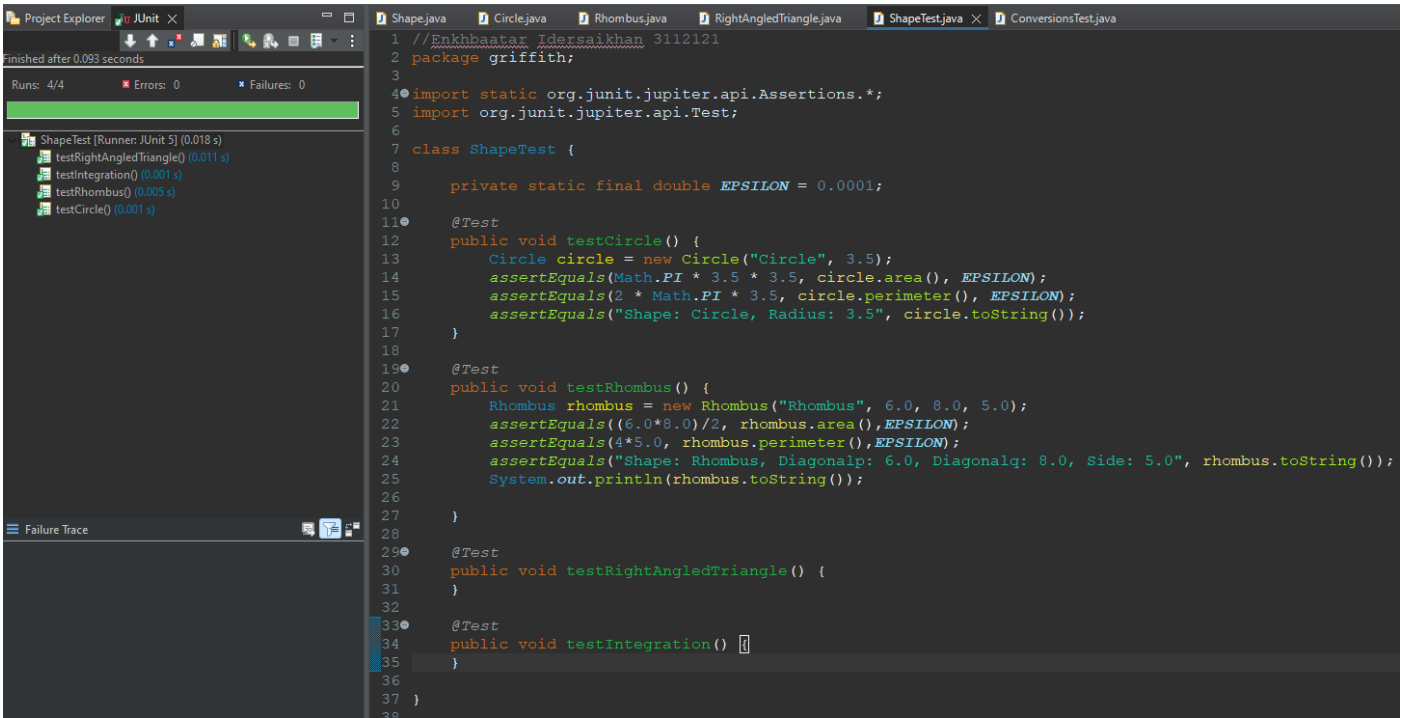 Project Explorer JUnit
Finished after 0.093 seconds
Runs: 4/4 Errors: 0 Failures: 0
ShapeTest [Runner: JUnit 5] (0.018 s)
testRightAngledTriangle() (0.011 s)
testIntegration() (0.001 s)
testRhombus() (0.005 s)
testCircle() (0.001 s)
Failure Trace
Shape.java Circle.java Rhombus.java RightAngledTriangle.java ShapeTest.java ConversionsTest.java
1 //Enkhbaatar Idersaikhan 3112121
2 package griffith;
3
4 import static org.junit.jupiter.api.Assertions.*;
5 import org.junit.jupiter.api.Test;
6
7 class ShapeTest {
8
9 private static final double EPSILON = 0.0001;
10
11 @Test
12 public void testCircle() {
13 Circle circle = new Circle("Circle", 3.5);
14 assertEquals(Math.PI * 3.5 * 3.5, circle.area(), EPSILON);
15 assertEquals(2 * Math.PI * 3.5, circle.perimeter(), EPSILON);
16 assertEquals("Shape: Circle, Radius: 3.5", circle.toString());
17 }
18
19 @Test
20 public void testRhombus() {
21 Rhombus rhombus = new Rhombus("Rhombus", 6.0, 8.0, 5.0);
22 assertEquals((6.0*8.0)/2, rhombus.area(),EPSILON);
23 assertEquals(4*5.0, rhombus.perimeter(),EPSILON);
24 assertEquals("Shape: Rhombus, Diagonalp: 6.0, Diagonalq: 8.0, Side: 5.0", rhombus.toString());
25 System.out.println(rhombus.toString());
26
27 }
28
29 @Test
30 public void testRightAngledTriangle() {
31 }
32
33 @Test
34 public void testIntegration() {
35 }
36
37 }
38